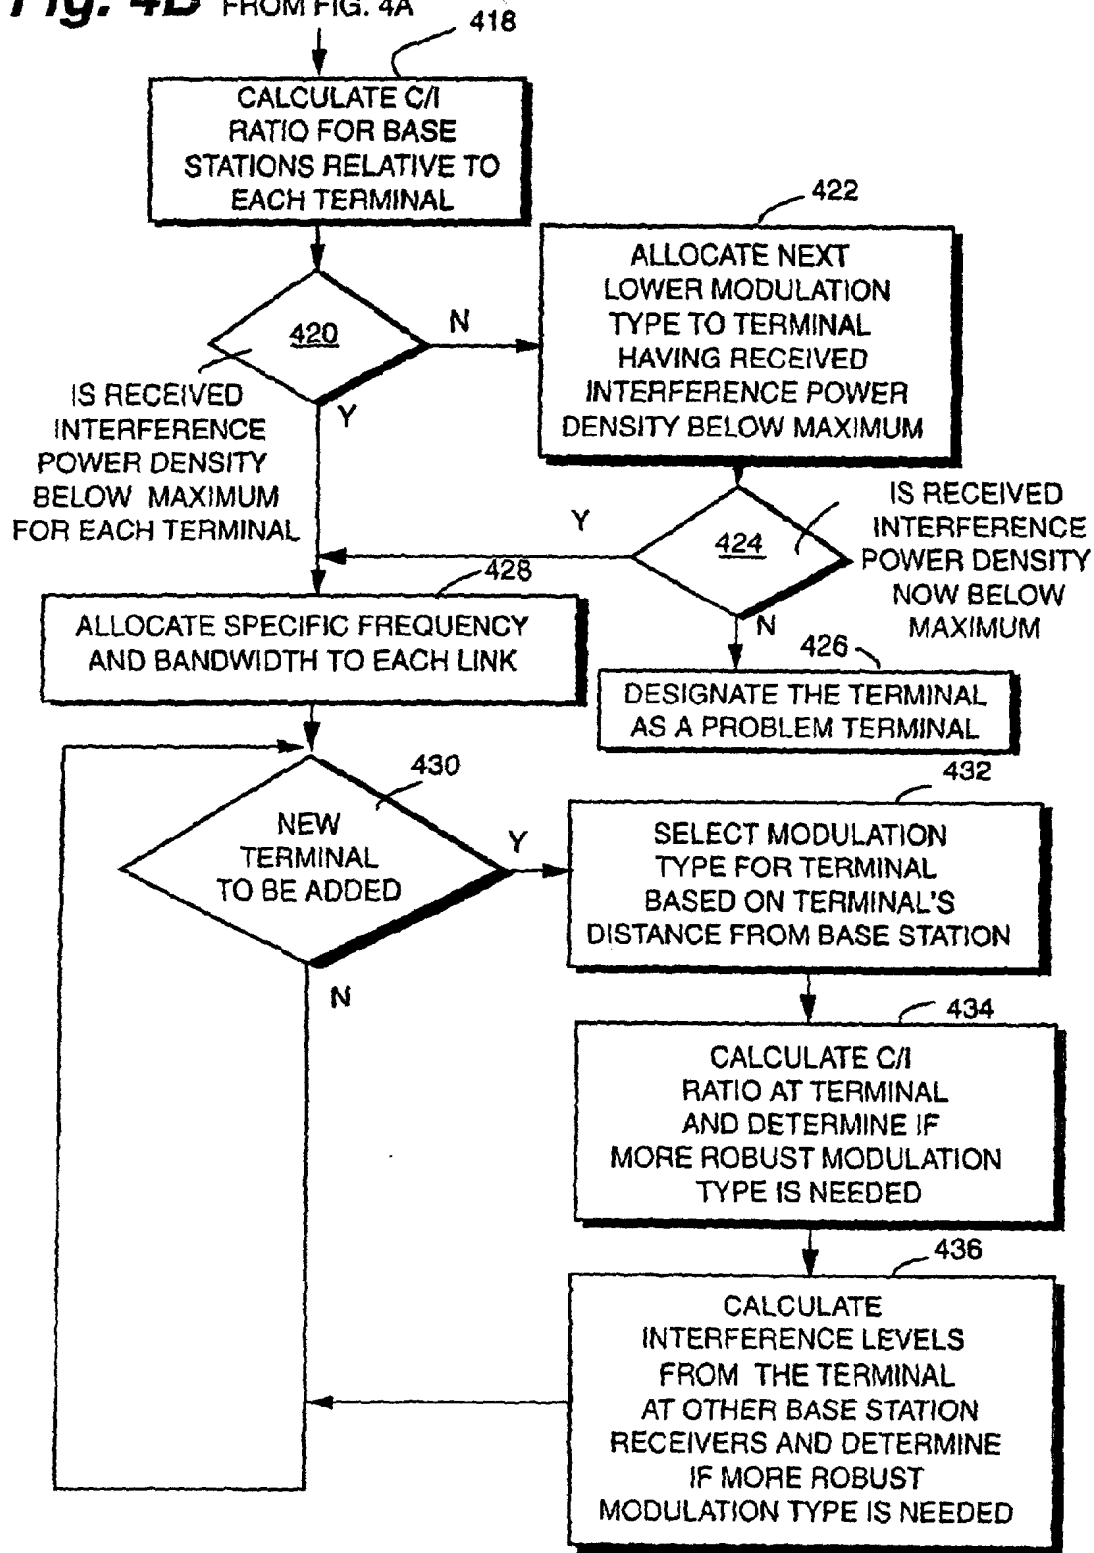 Fig. 4B FROM FIG. 4A
418
CALCULATE C/I
RATIO FOR BASE
STATIONS RELATIVE TO
EACH TERMINAL
422
ALLOCATE NEXT
LOWER MODULATION
TYPE TO TERMINAL
HAVING RECEIVED
INTERFERENCE POWER
DENSITY BELOW MAXIMUM
420
N
Y
IS RECEIVED
INTERFERENCE
POWER DENSITY
BELOW MAXIMUM
FOR EACH TERMINAL
424
Y
N
IS RECEIVED
INTERFERENCE
POWER DENSITY
NOW BELOW
MAXIMUM
428
ALLOCATE SPECIFIC FREQUENCY
AND BANDWIDTH TO EACH LINK
426
DESIGNATE THE TERMINAL
AS A PROBLEM TERMINAL
430
NEW
TERMINAL
TO BE ADDED
Y
N
432
SELECT MODULATION
TYPE FOR TERMINAL
BASED ON TERMINAL'S
DISTANCE FROM BASE STATION
434
CALCULATE C/I
RATIO AT TERMINAL
AND DETERMINE IF
MORE ROBUST MODULATION
TYPE IS NEEDED
436
CALCULATE
INTERFERENCE LEVELS
FROM THE TERMINAL
AT OTHER BASE STATION
RECEIVERS AND DETERMINE
IF MORE ROBUST
MODULATION TYPE IS NEEDED